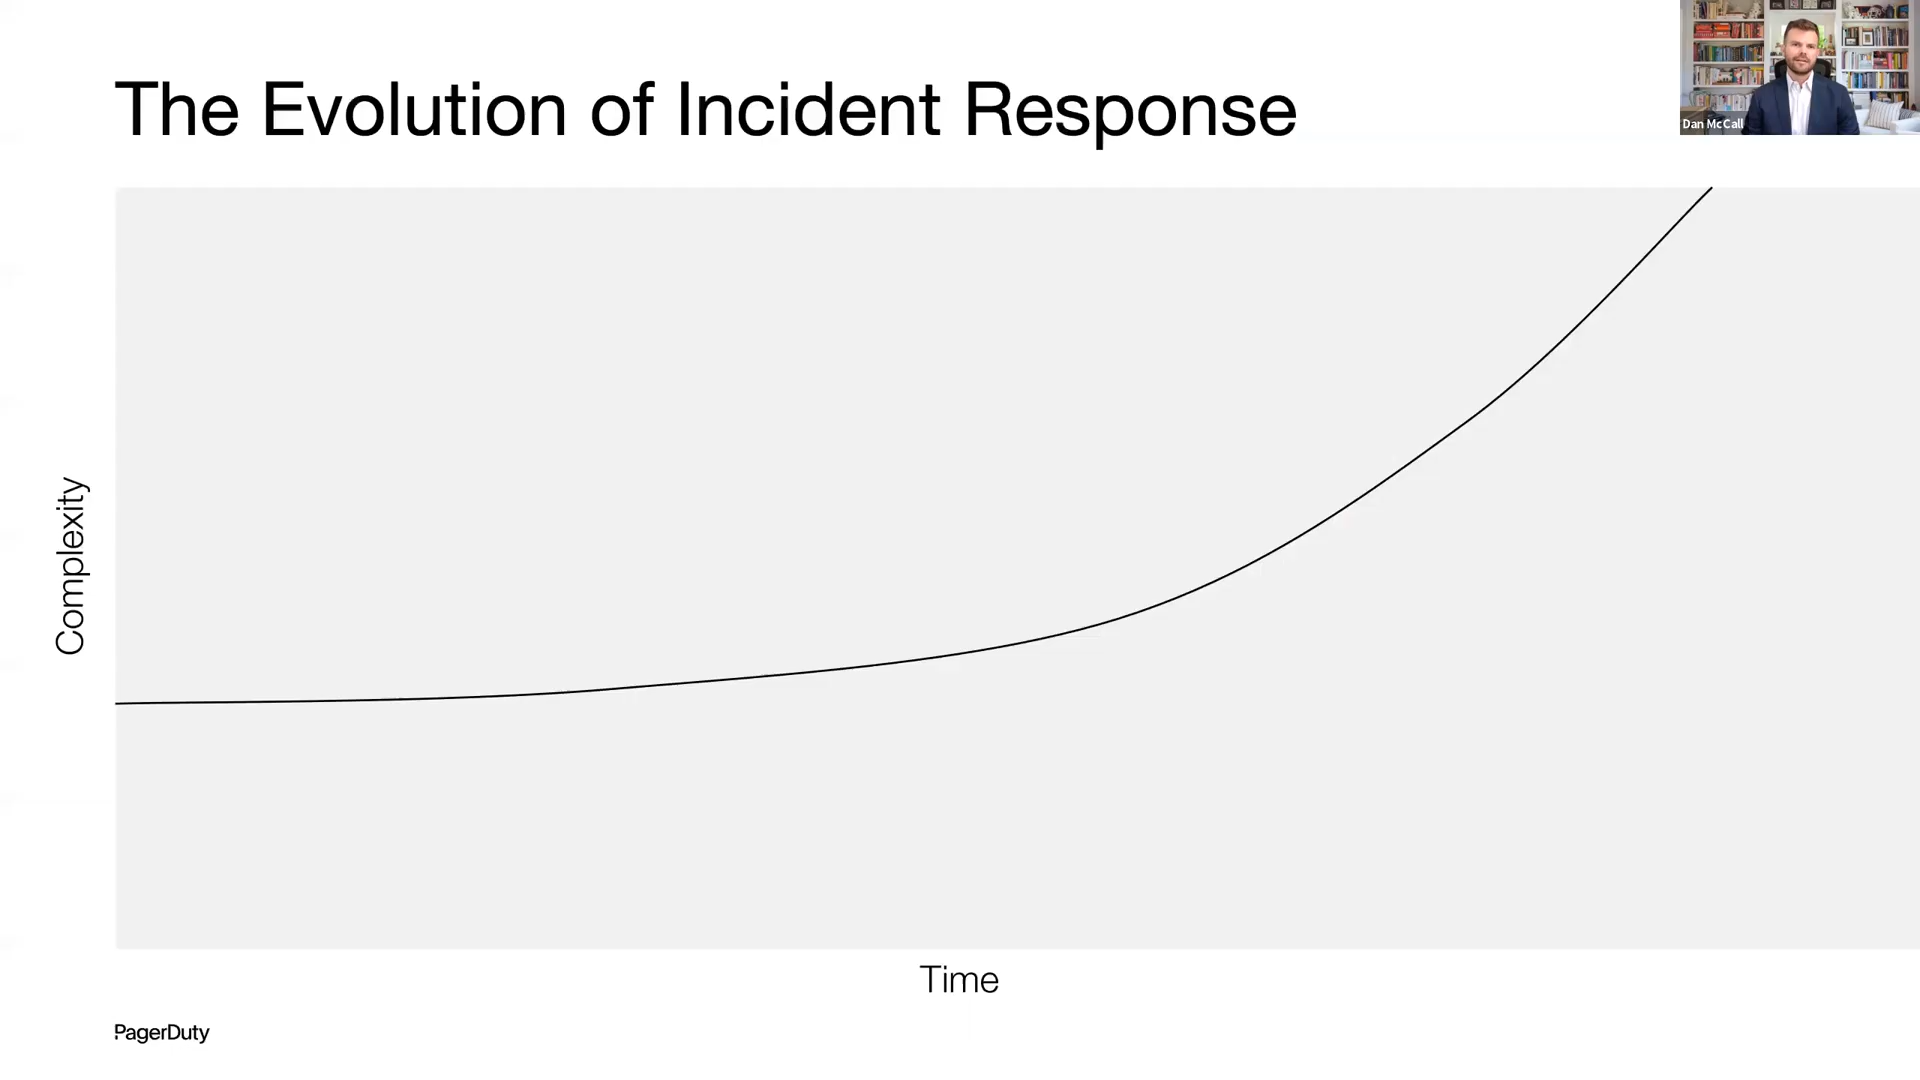 The Evolution of Incident Response
Dan McCall
Complexity
Time
PagerDuty